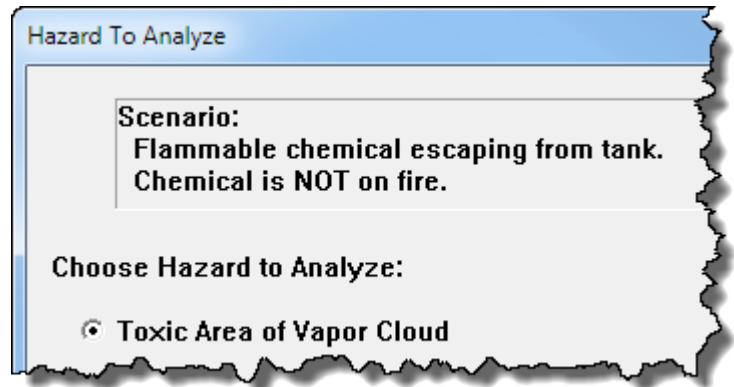 Hazard To Analyze
Scenario:
Flammable chemical escaping from tank.
Chemical is NOT on fire.
Choose Hazard to Analyze:
Toxic Area of Vapor Cloud